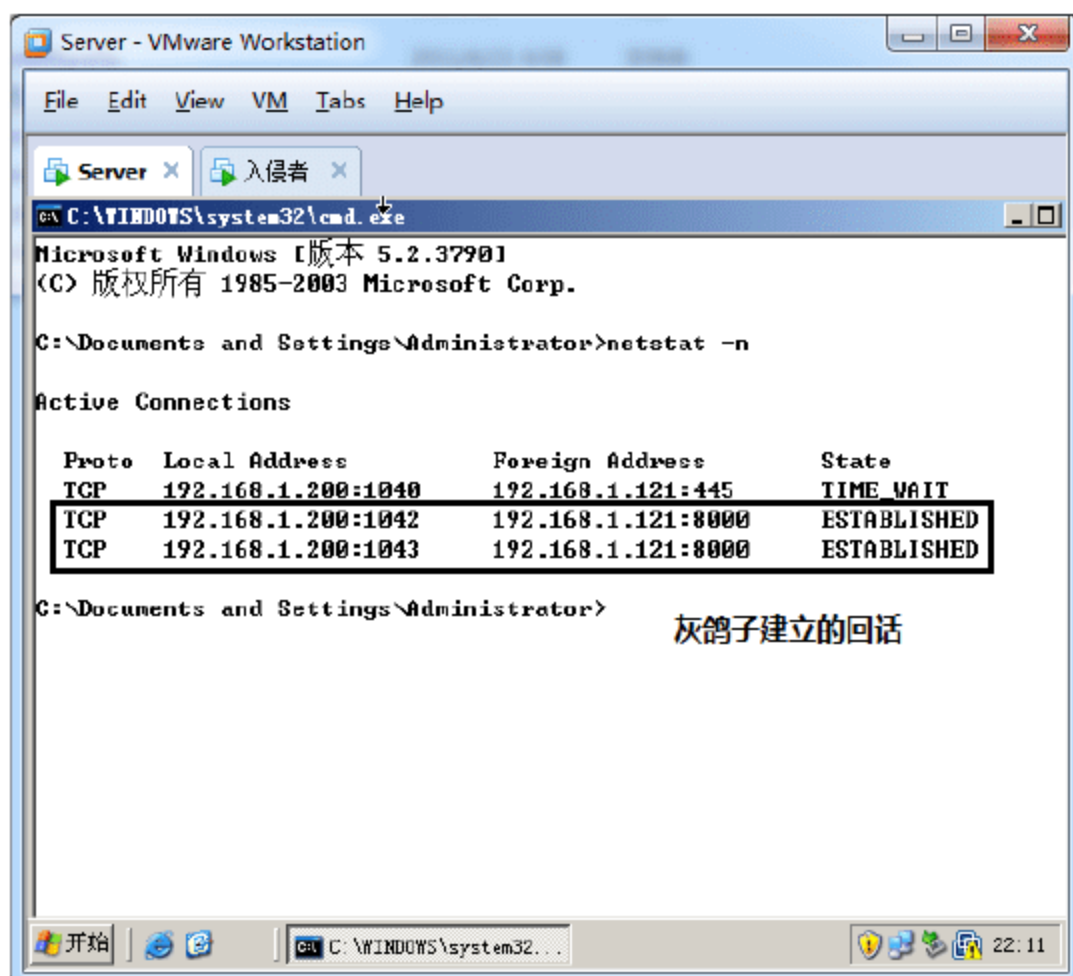 Server - VMware Workstation
File Edit View VM Tabs Help
Server 入侵者
C:\WINDOWS\system32\cmd.exe
Microsoft Windows [版本 5.2.3790]
(C) 版权所有 1985-2003 Microsoft Corp.
C:\Documents and Settings\Administrator>netstat -n
Active Connections
Proto Local Address Foreign Address State
TCP 192.168.1.200:1040 192.168.1.121:445 TIME_WAIT
TCP 192.168.1.200:1042 192.168.1.121:8000 ESTABLISHED
TCP 192.168.1.200:1043 192.168.1.121:8000 ESTABLISHED
C:\Documents and Settings\Administrator>
灰鸽子建立的回话
开始 C:\WINDOWS\system32... 22:11